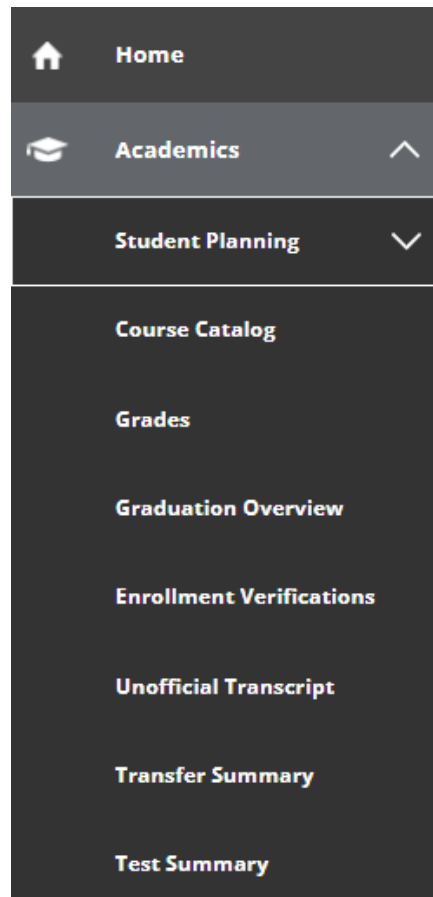 Home
Academics
Student Planning
Course Catalog
Grades
Graduation Overview
Enrollment Verifications
Unofficial Transcript
Transfer Summary
Test Summary